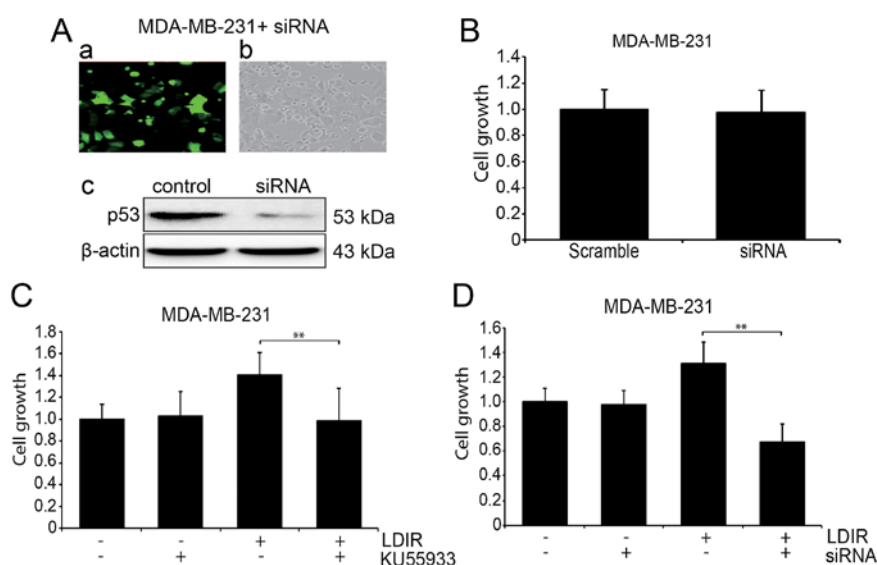 A
MDA-MB-231+ siRNA
a
b
c
control siRNA
p53 53 kDa
β-actin 43 kDa
B
MDA-MB-231
Cell growth
1.4
1.2
1.0
0.8
0.6
0.4
0.2
0
Scramble siRNA
C
MDA-MB-231
Cell growth
1.8
1.6
1.4
1.2
1.0
0.8
0.6
0.4
0.2
0
**
- - + + LDIR
- + - + KU55933
D
MDA-MB-231
Cell growth
1.6
1.4
1.2
1.0
0.8
0.6
0.4
0.2
0
**
- - + + LDIR
- + - + siRNA